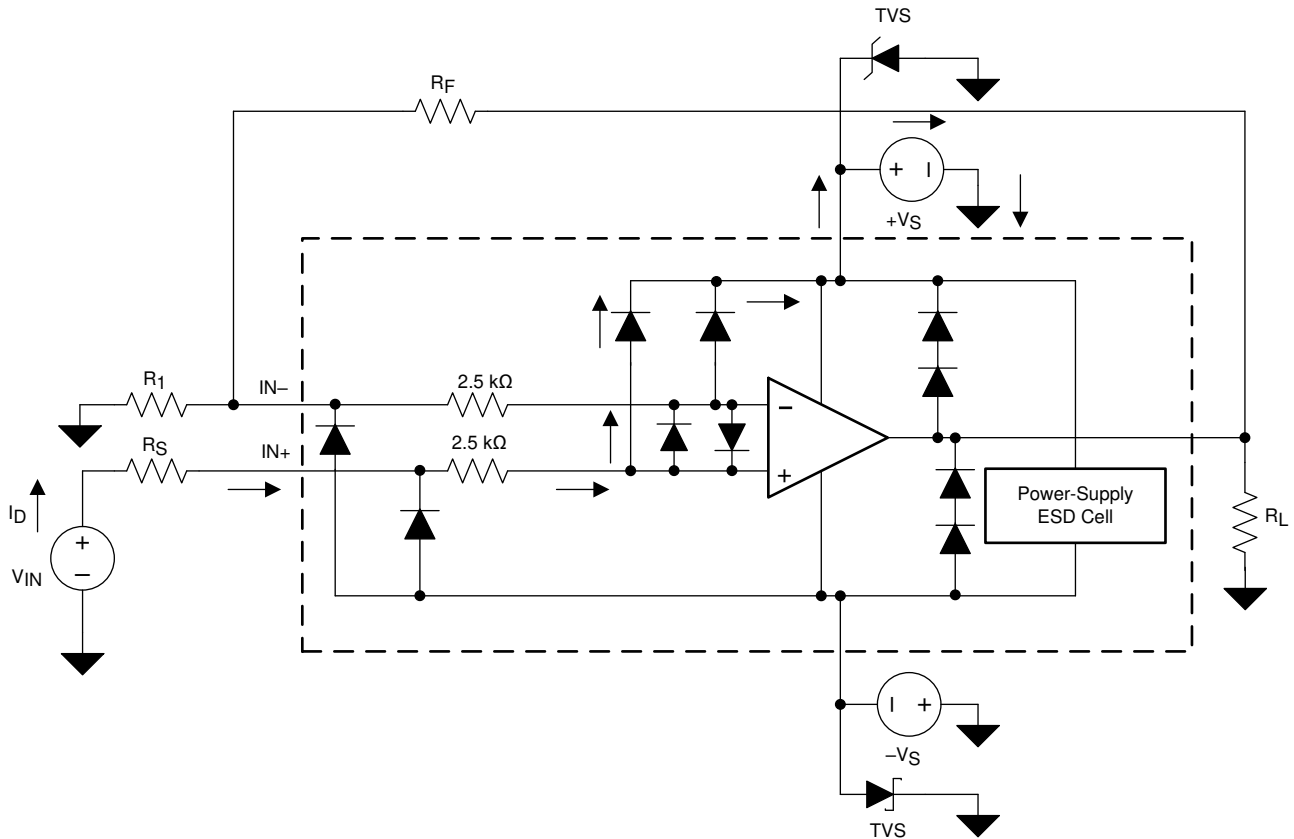 TVS
RF
+
I
+VS
R1
IN–
2.5 kΩ
–
RS
IN+
2.5 kΩ
+
Power-Supply
ESD Cell
RL
ID
+
–
VIN
I
+
–VS
TVS